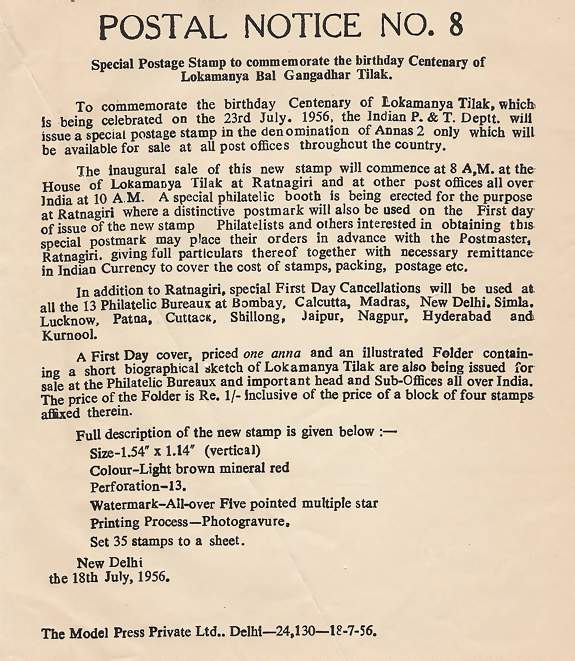 POSTAL NOTICE NO. 8
Special Postage Stamp to commemorate the birthday Centenary of
Lokamanya Bal Gangadhar Tilak.
To commemorate the birthday Centenary of Lokamanya Tilak, which
is being celebrated on the 23rd July. 1956, the Indian P. & T. Deptt. will
issue a special postage stamp in the denomination of Annas 2 only which will
be available for sale at all post offices throughout the country.
The inaugural sale of this new stamp will commence at 8 A,M. at the
House of Lokamanya Tilak at Ratnagiri and at other post offices all over
India at 10 A.M. A special philatelic booth is being erected for the purpose
at Ratnagiri where a distinctive postmark will also be used on the First day
of issue of the new stamp Philatelists and others interested in obtaining this
special postmark may place their orders in advance with the Postmaster,
Ratnagiri. giving full particulars thereof together with necessary remittance
in Indian Currency to cover the cost of stamps, packing, postage etc.
In addition to Ratnagiri, special First Day Cancellations will be used at
all the 13 Philatelic Bureaux at Bombay, Calcutta, Madras, New Delhi, Simla,
Lucknow, Patna, Cuttack, Shillong, Jaipur, Nagpur, Hyderabad and
Kurnool.
A First Day cover, priced one anna and an illustrated Folder contain-
ing a short biographical sketch of Lokamanya Tilak are also being issued for
sale at the Philatelic Bureaux and important head and Sub-Offices all over India.
The price of the Folder is Re. 1/- inclusive of the price of a block of four stamps
affixed therein.
Full description of the new stamp is given below :—
Size-1.54″ x 1.14″ (vertical)
Colour-Light brown mineral red
Perforation-13.
Watermark-All-over Five pointed multiple star
Printing Process—Photogravure,
Set 35 stamps to a sheet.
New Delhi
the 18th July, 1956.
The Model Press Private Ltd.. Delhi—24,130—18-7-56.